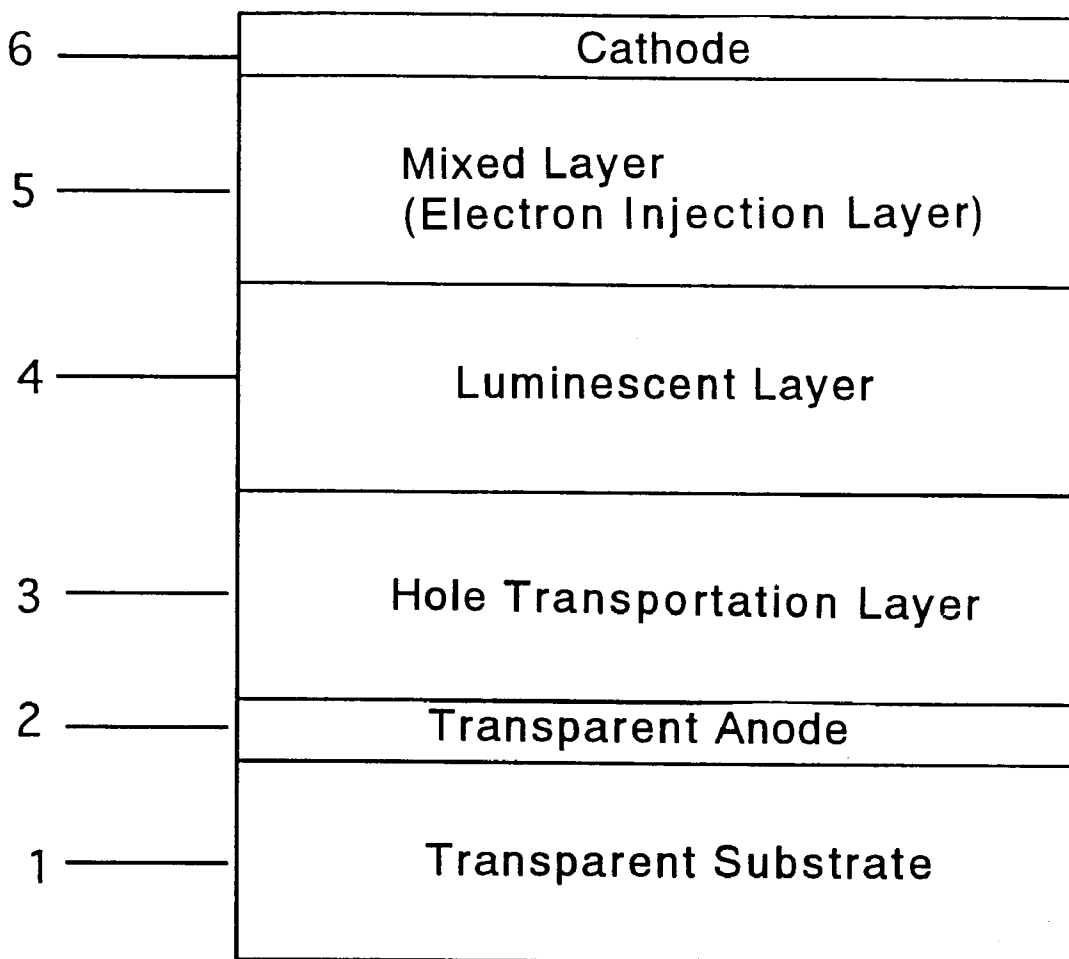 6 Cathode
5 Mixed Layer
(Electron Injection Layer)
4 Luminescent Layer
3 Hole Transportation Layer
2 Transparent Anode
1 Transparent Substrate